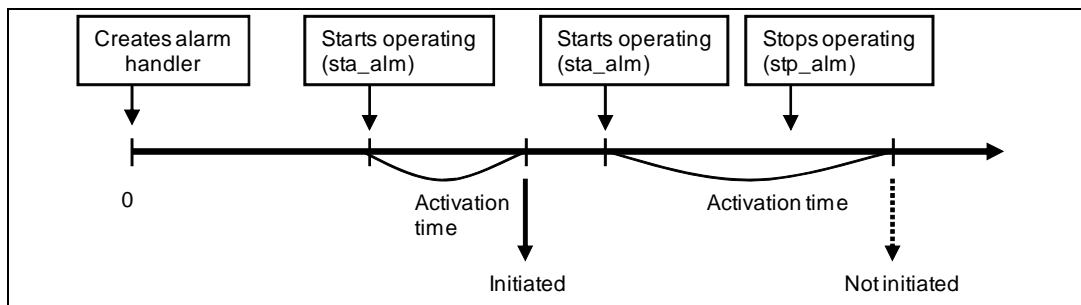 Creates alarm
handler
Starts operating
(sta_alm)
Starts operating
(sta_alm)
Stops operating
(stp_alm)
0
Activation
time
Activation time
Initiated
Not initiated